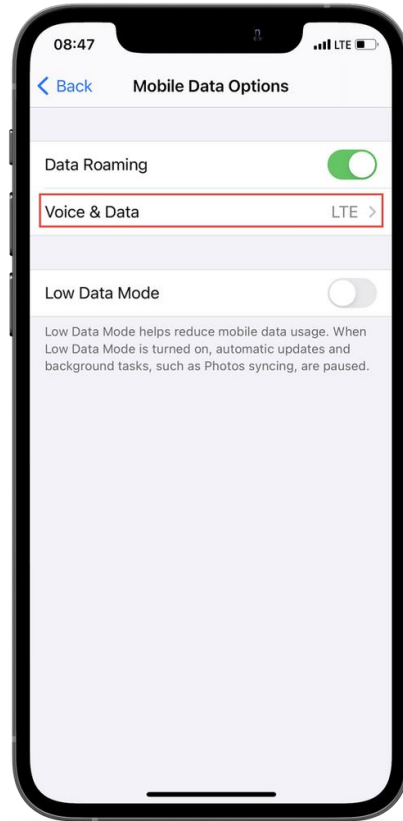 08:47
LTE
Back
Mobile Data Options
Data Roaming
Voice & Data
LTE
Low Data Mode
Low Data Mode helps reduce mobile data usage. When
Low Data Mode is turned on, automatic updates and
background tasks, such as Photos syncing, are paused.